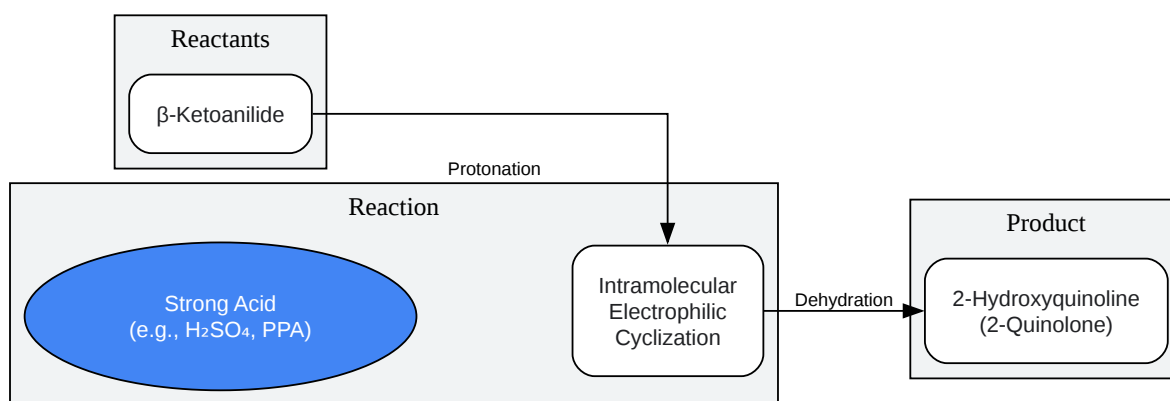 Reactants
β-Ketoanilide
Protonation
Reaction
Strong Acid
(e.g., H₂SO₄, PPA)
Intramolecular
Electrophilic
Cyclization
Dehydration
Product
2-Hydroxyquinoline
(2-Quinolone)